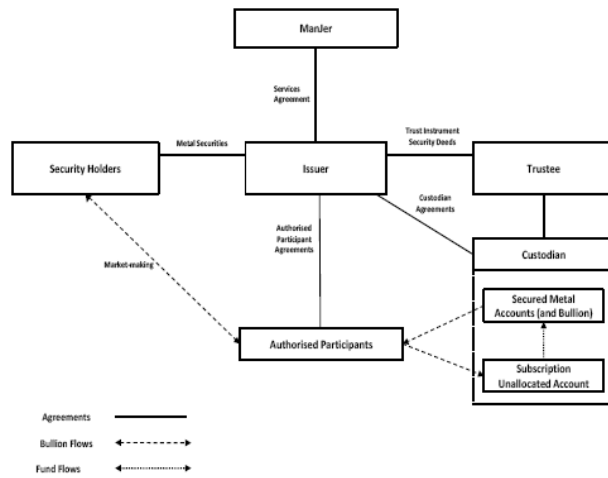 ManJer
Services
Agreement
Metal Securities
Trust Instrument
Security Deeds
Security Holders
Issuer
Trustee
Custodian
Agreements
Authorised
Participant
Agreements
Custodian
Market-making
Secured Metal
Accounts (and Bullion)
Authorised Participants
Subscription
Unallocated Account
Agreements
Bullion Flows
Fund Flows